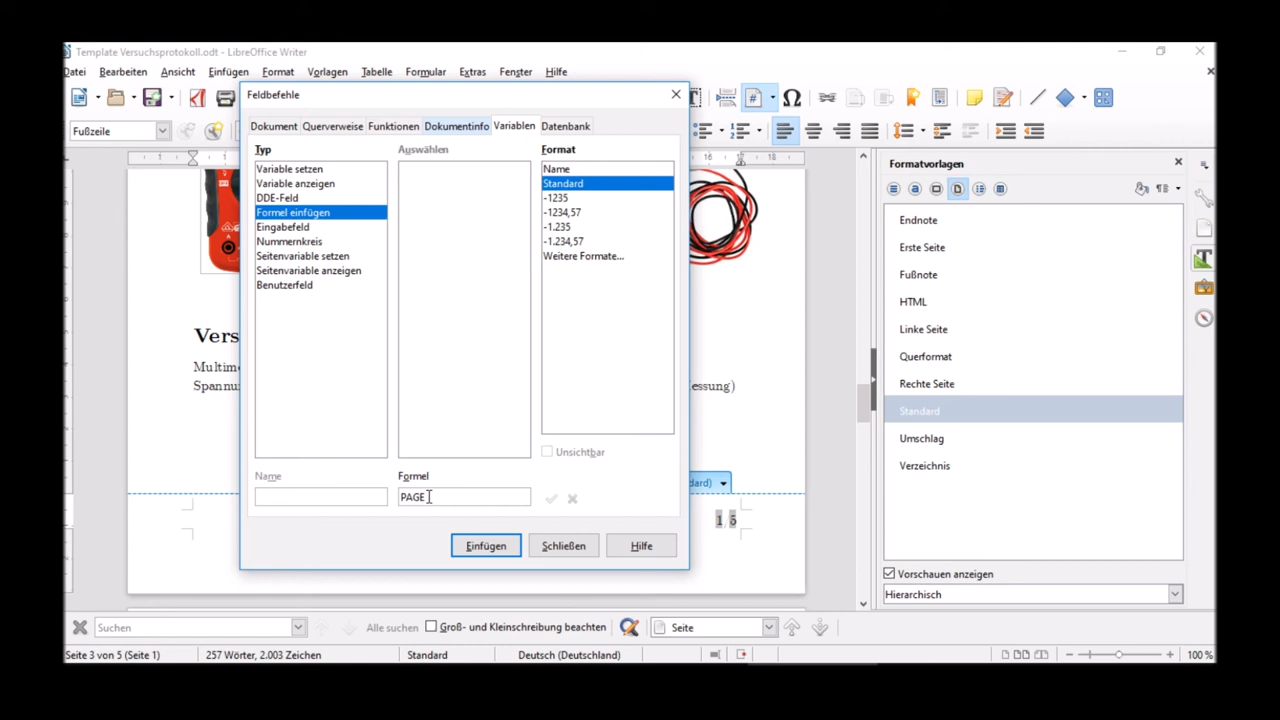 Template Versuchsprotokoll.odt - LibreOffice Writer
Datei Bearbeiten Ansicht Einfügen Format Vorlagen Tabelle Formular Extras Fenster Hilfe
Feldbefehle
Fußzeile
Dokument Querverweise Funktionen Dokumentinfo Variablen Datenbank
Typ Auswählen Format
Variable setzen
Variable anzeigen
DDE-Feld
Formel einfügen
Eingabefeld
Nummernkreis
Seitenvariable setzen
Seitenvariable anzeigen
Benutzerfeld
Name
Standard
-1235
-1234,57
-1.235
-1.234,57
Weitere Formate...
Unsichtbar
Name Formel
PAGE
Einfügen Schließen Hilfe
1 16 18
Vers
Multim
Spannu essung)
dard)
1/5
Formatvorlagen
Endnote
Erste Seite
Fußnote
HTML
Linke Seite
Querformat
Rechte Seite
Standard
Umschlag
Verzeichnis
Vorschauen anzeigen
Hierarchisch
Suchen Alle suchen Groß- und Kleinschreibung beachten Seite
Seite 3 von 5 (Seite 1) 257 Wörter, 2.003 Zeichen Standard Deutsch (Deutschland) 100 %